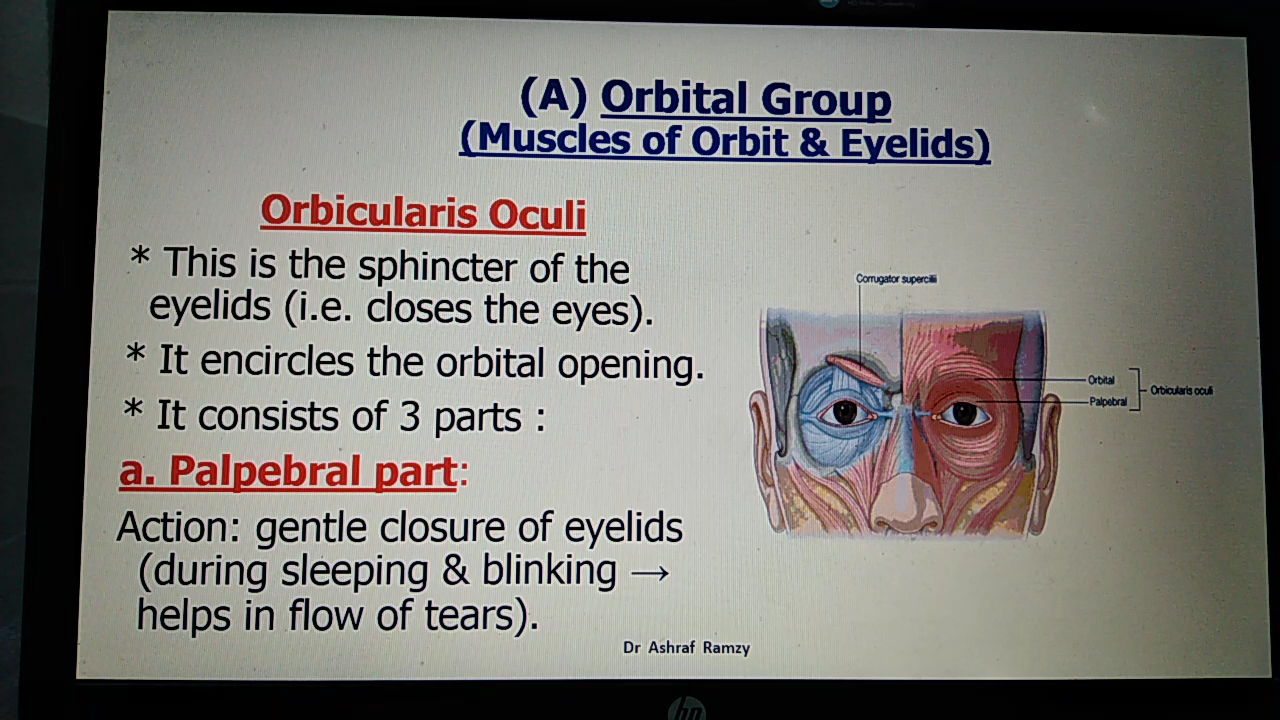 (A) Orbital Group
(Muscles of Orbit & Eyelids)
Orbicularis Oculi
* This is the sphincter of the
eyelids (i.e. closes the eyes).
* It encircles the orbital opening.
* It consists of 3 parts :
a. Palpebral part:
Action: gentle closure of eyelids
(during sleeping & blinking →
helps in flow of tears).
Corrugator supercilii
Orbital
Palpebral
Orbicularis oculi
Dr Ashraf Ramzy
hp